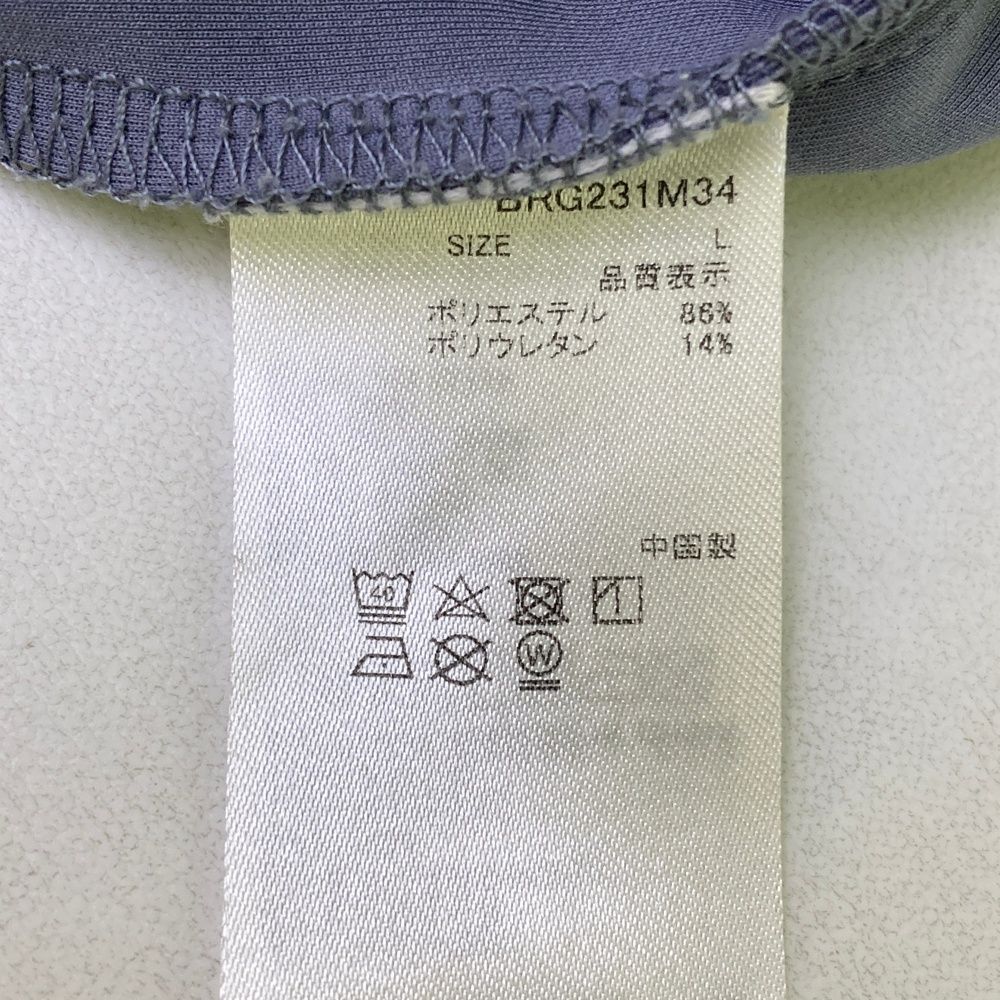 BRG231M34
SIZE L
品質表示
ポリエステル 86%
ポリウレタン 14%
中国製
40
W